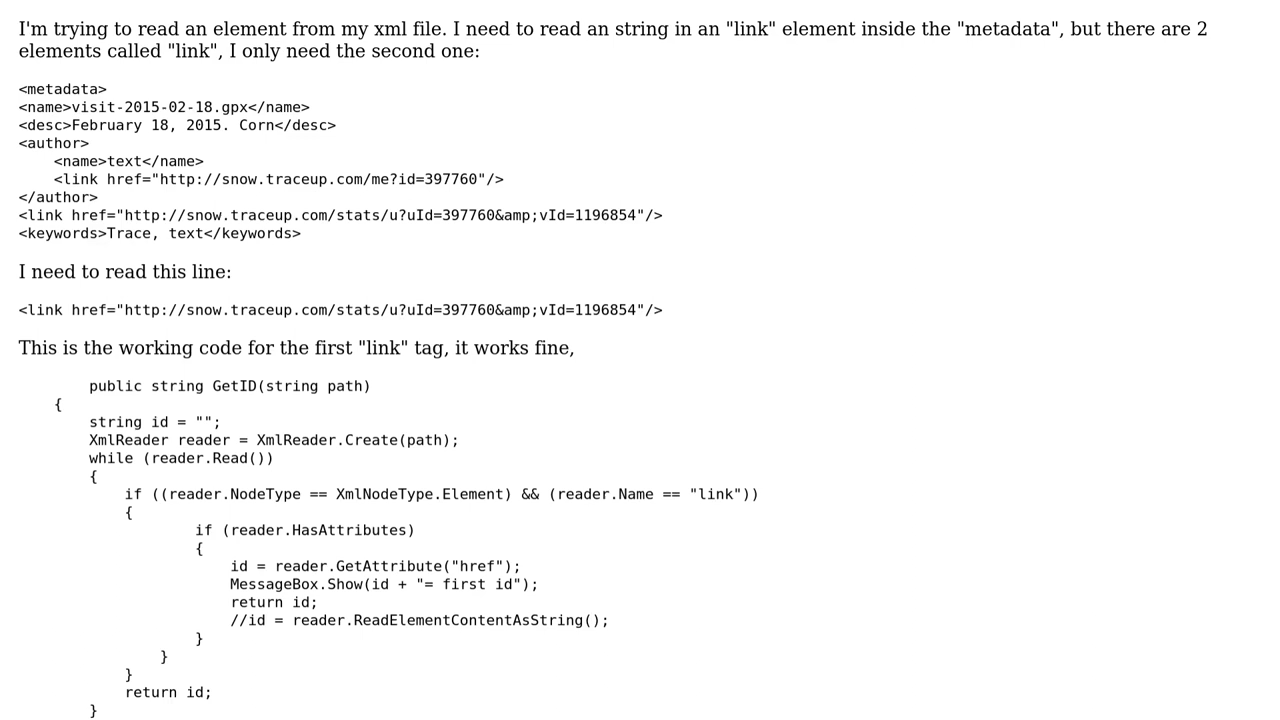 I'm trying to read an element from my xml file. I need to read an string in an "link" element inside the "metadata", but there are 2
elements called "link", I only need the second one:
<metadata>
<name>visit-2015-02-18.gpx</name>
<desc>February 18, 2015. Corn</desc>
<author>
    <name>text</name>
    <link href="http://snow.traceup.com/me?id=397760"/>
</author>
<link href="http://snow.traceup.com/stats/u?uId=397760&amp;vId=1196854"/>
<keywords>Trace, text</keywords>
I need to read this line:
<link href="http://snow.traceup.com/stats/u?uId=397760&amp;vId=1196854"/>
This is the working code for the first "link" tag, it works fine,
        public string GetID(string path)
    {
        string id = "";
        XmlReader reader = XmlReader.Create(path);
        while (reader.Read())
        {
            if ((reader.NodeType == XmlNodeType.Element) && (reader.Name == "link"))
            {
                    if (reader.HasAttributes)
                    {
                        id = reader.GetAttribute("href");
                        MessageBox.Show(id + "= first id");
                        return id;
                        //id = reader.ReadElementContentAsString();
                    }
                }
            }
            return id;
        }